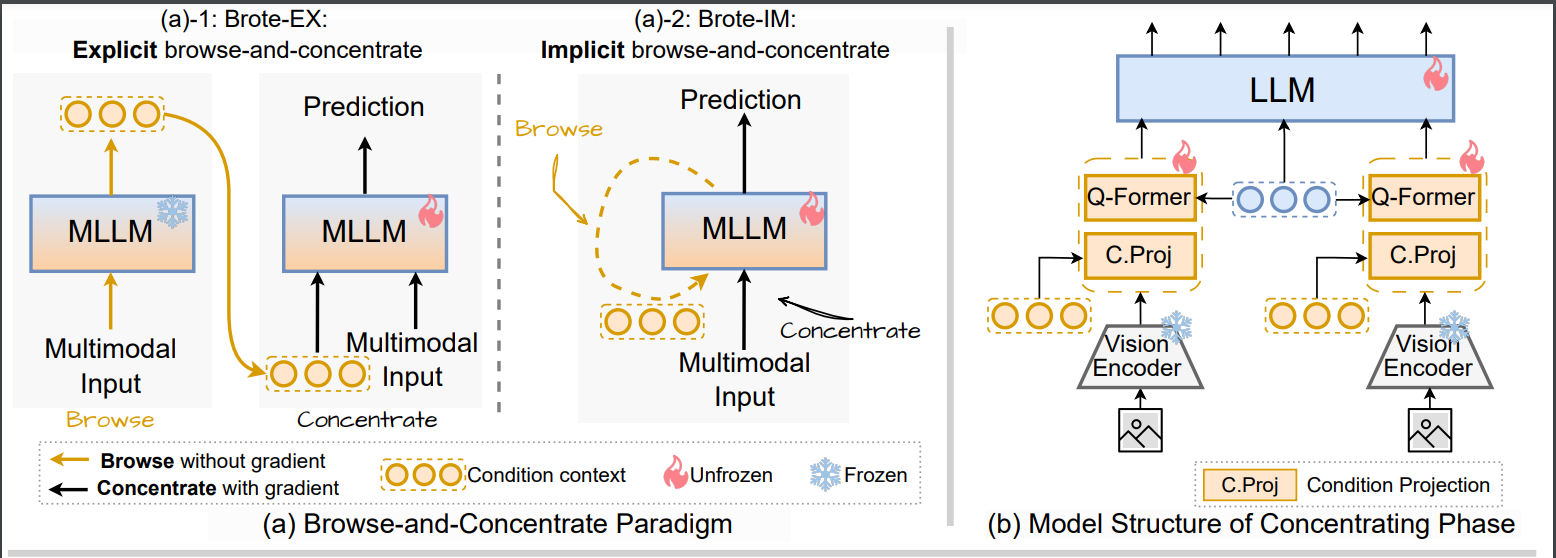 (a)-1: Brote-EX:
Explicit browse-and-concentrate
Prediction
MLLM
MLLM
Multimodal
Input
Multimodal
Input
Browse
Concentrate
(a)-2: Brote-IM:
Implicit browse-and-concentrate
Prediction
Browse
MLLM
Concentrate
Multimodal
Input
Browse without gradient
Concentrate with gradient
Condition context
Unfrozen
Frozen
(a) Browse-and-Concentrate Paradigm
LLM
Q-Former
Q-Former
C.Proj
C.Proj
Vision
Encoder
Vision
Encoder
C.Proj
Condition Projection
(b) Model Structure of Concentrating Phase